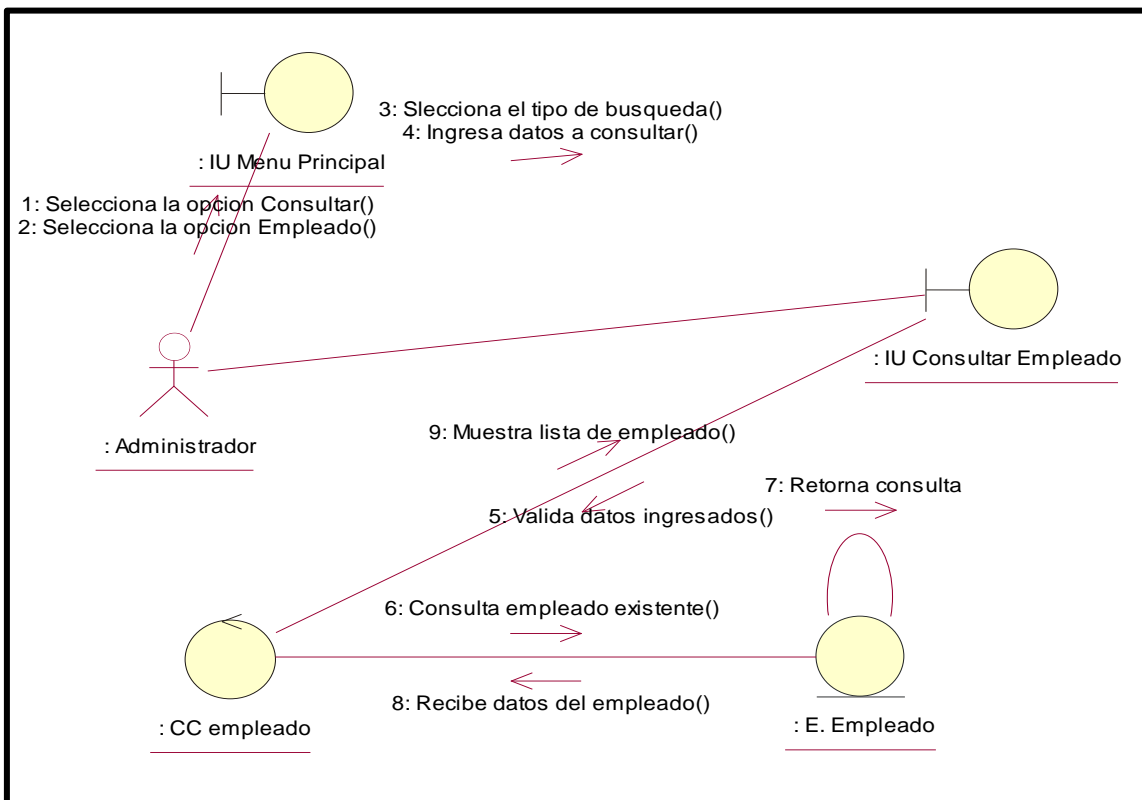 3: Slecciona el tipo de busqueda()
4: Ingresa datos a consultar()
: IU Menu Principal
1: Selecciona la opcion Consultar()
2: Selecciona la opcion Empleado()
: IU Consultar Empleado
: Administrador
9: Muestra lista de empleado()
7: Retorna consulta
5: Valida datos ingresados()
6: Consulta empleado existente()
8: Recibe datos del empleado()
: CC empleado
: E. Empleado